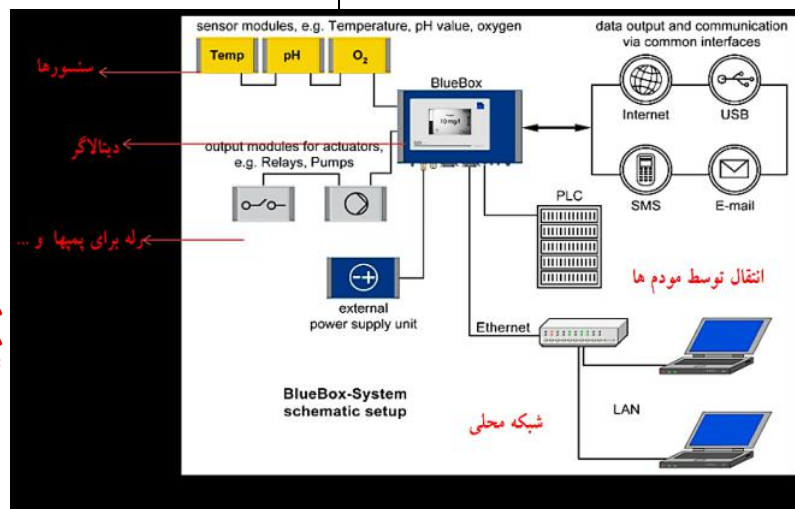 sensor modules, e.g. Temperature, pH value, oxygen
data output and communication
via common interfaces
Temp
pH
O₂
سنسورها
BlueBox
10 mg/l
Internet
USB
دیتالاگر
output modules for actuators,
e.g. Relays, Pumps
SMS
E-mail
PLC
رله برای پمپها و ...
انتقال توسط مودم ها
external
power supply unit
Ethernet
BlueBox-System
schematic setup
LAN
شبکه محلی